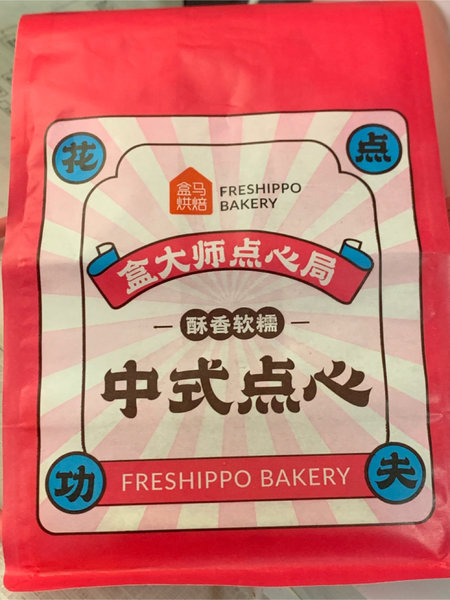 花
点
盒马
烘焙
FRESHIPPO
BAKERY
盒大师点心局
酥香软糯
中式点心
FRESHIPPO BAKERY
功
夫